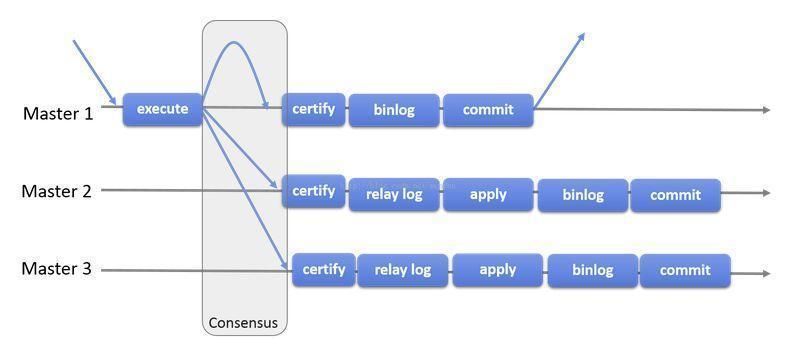 Master 1 execute certify binlog commit
Master 2 certify relay log apply binlog commit
Master 3 certify relay log apply binlog commit
Consensus